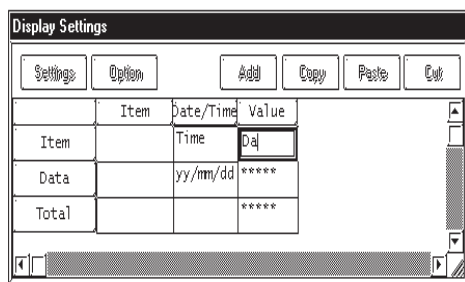 Display Settings
Settings Option Add Copy Paste Cut
Item Date/Time Value
Item Time Da
Data yy/mm/dd *****
Total *****